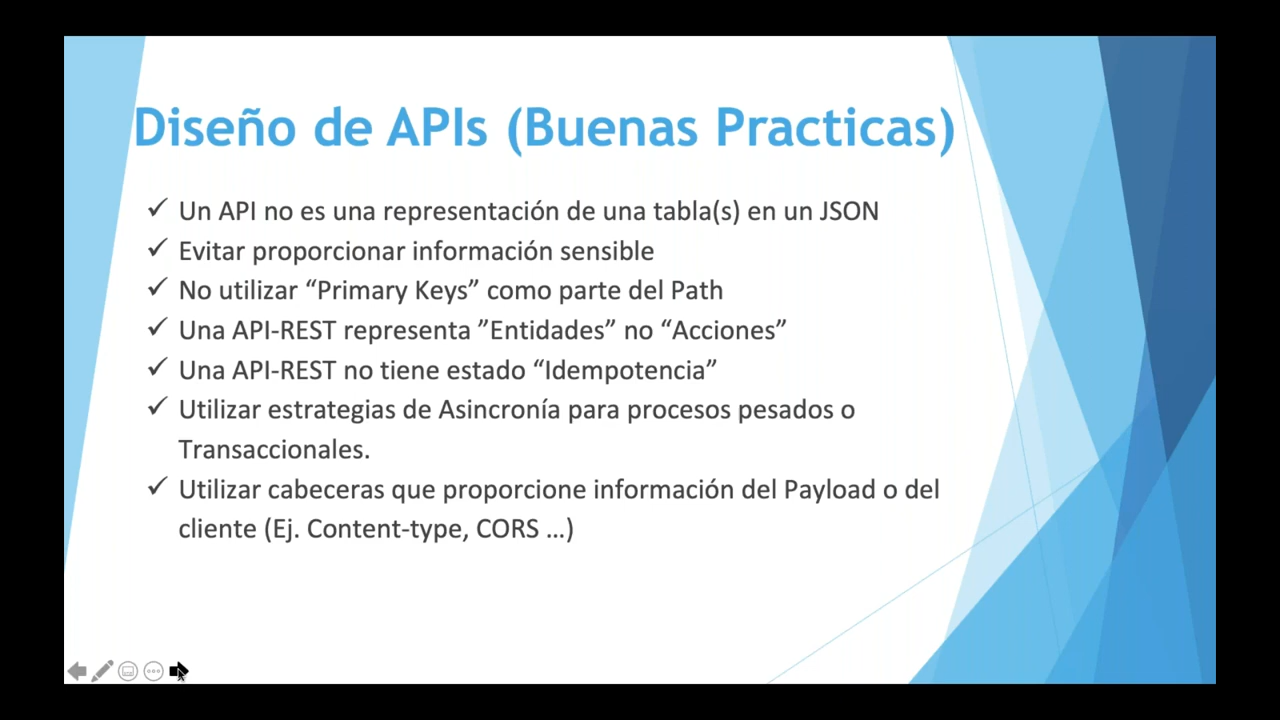 Diseño de APIs (Buenas Practicas)
✓ Un API no es una representación de una tabla(s) en un JSON
✓ Evitar proporcionar información sensible
✓ No utilizar “Primary Keys” como parte del Path
✓ Una API-REST representa ”Entidades” no “Acciones”
✓ Una API-REST no tiene estado “Idempotencia”
✓ Utilizar estrategias de Asincronía para procesos pesados o
Transaccionales.
✓ Utilizar cabeceras que proporcione información del Payload o del
cliente (Ej. Content-type, CORS …)